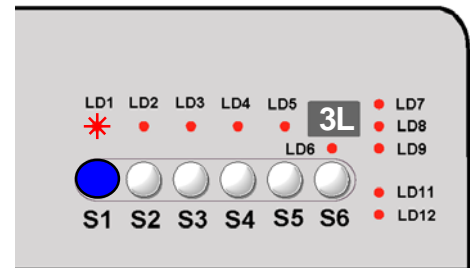 LD1 LD2 LD3 LD4 LD5 3L LD7
LD8
LD6 LD9
LD11
S1 S2 S3 S4 S5 S6 LD12